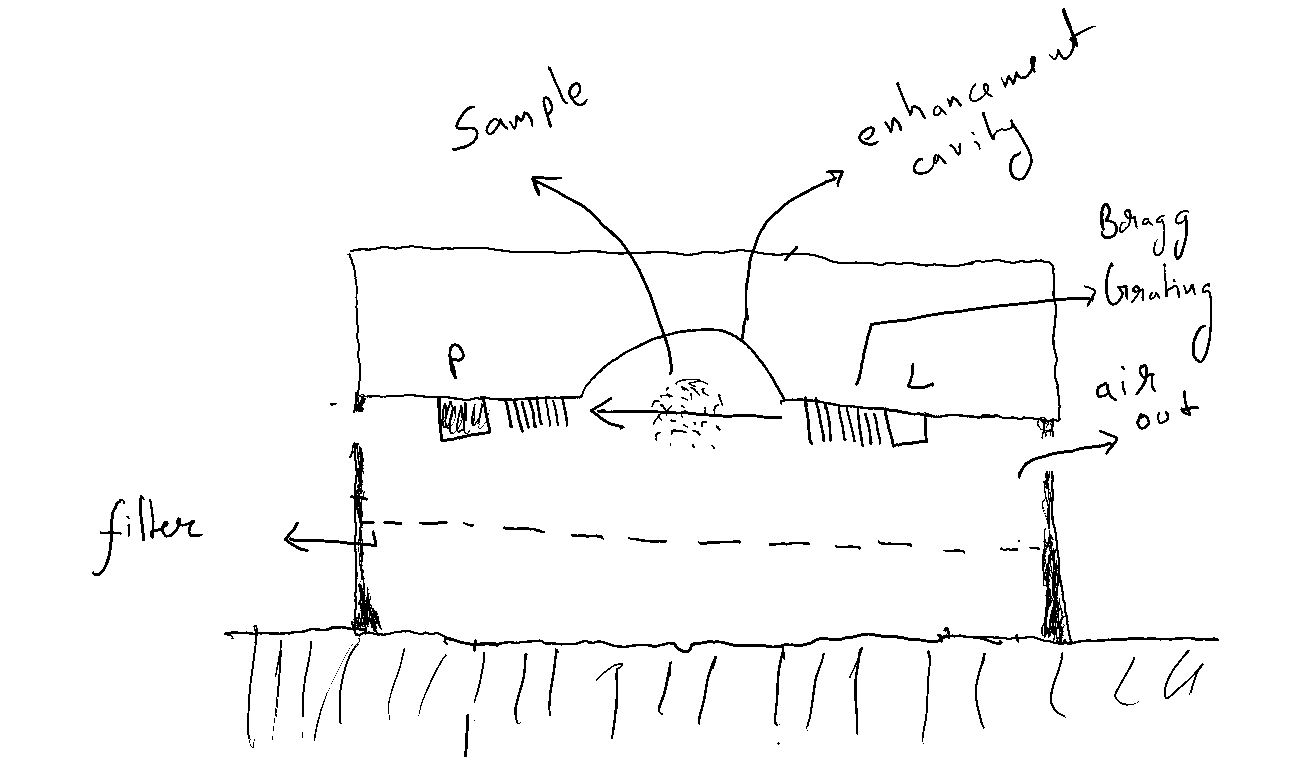 Sample
enhancement
cavity
Bragg
Grating
P
L
air
out
filter